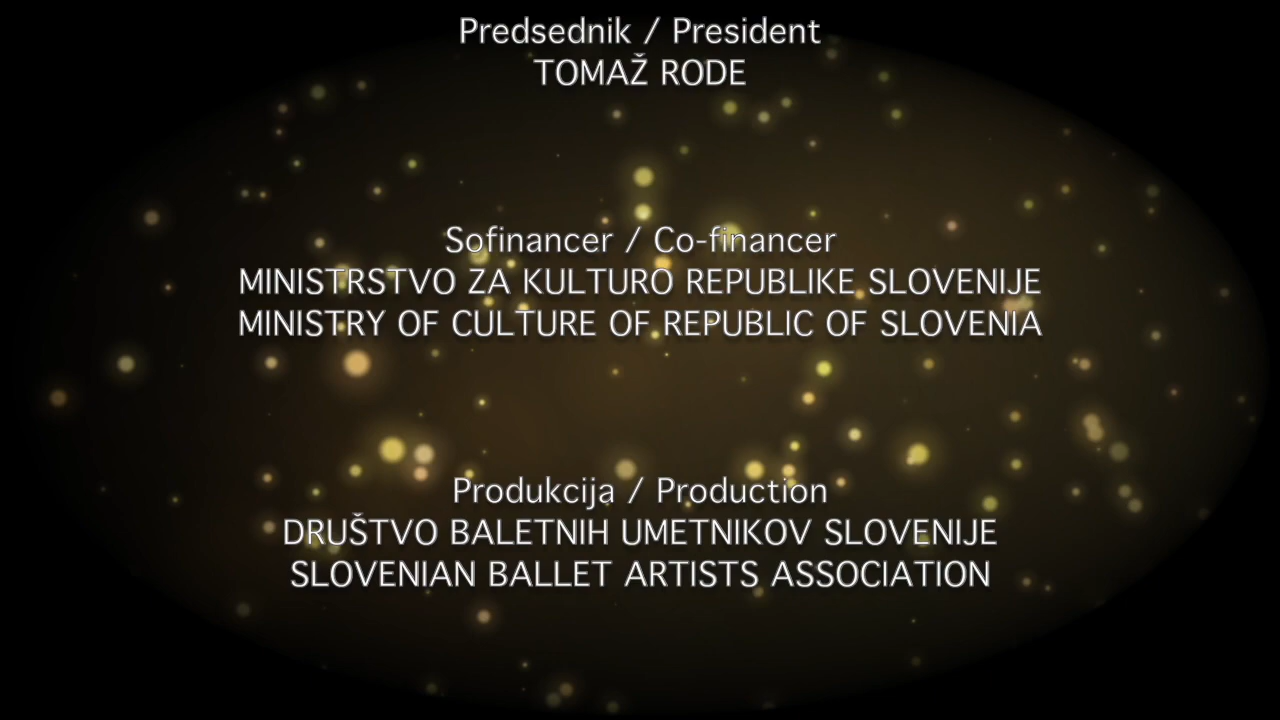 Predsednik / President
TOMAŽ RODE
Sofinancer / Co-financer
MINISTRSTVO ZA KULTURO REPUBLIKE SLOVENIJE
MINISTRY OF CULTURE OF REPUBLIC OF SLOVENIA
Produkcija / Production
DRUŠTVO BALETNIH UMETNIKOV SLOVENIJE
SLOVENIAN BALLET ARTISTS ASSOCIATION